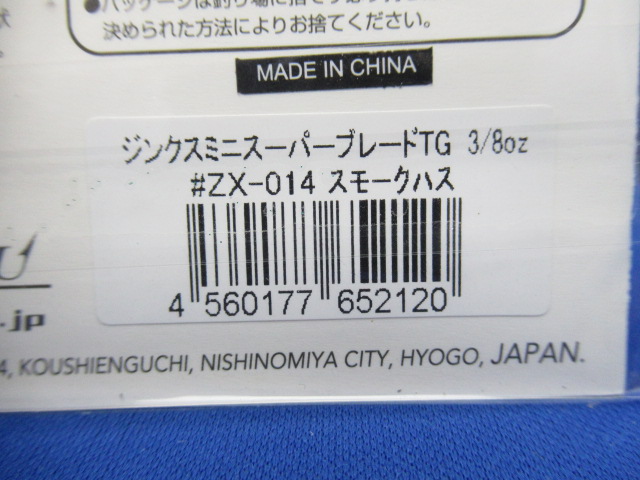 決められた方法によりお捨てください。
MADE IN CHINA
ジンクスミニスーパーブレードTG 3/8oz
#ZX-014 スモークハス
4 560177 652120
.jp
4, KOUSHIENGUCHI, NISHINOMIYA CITY, HYOGO, JAPAN.